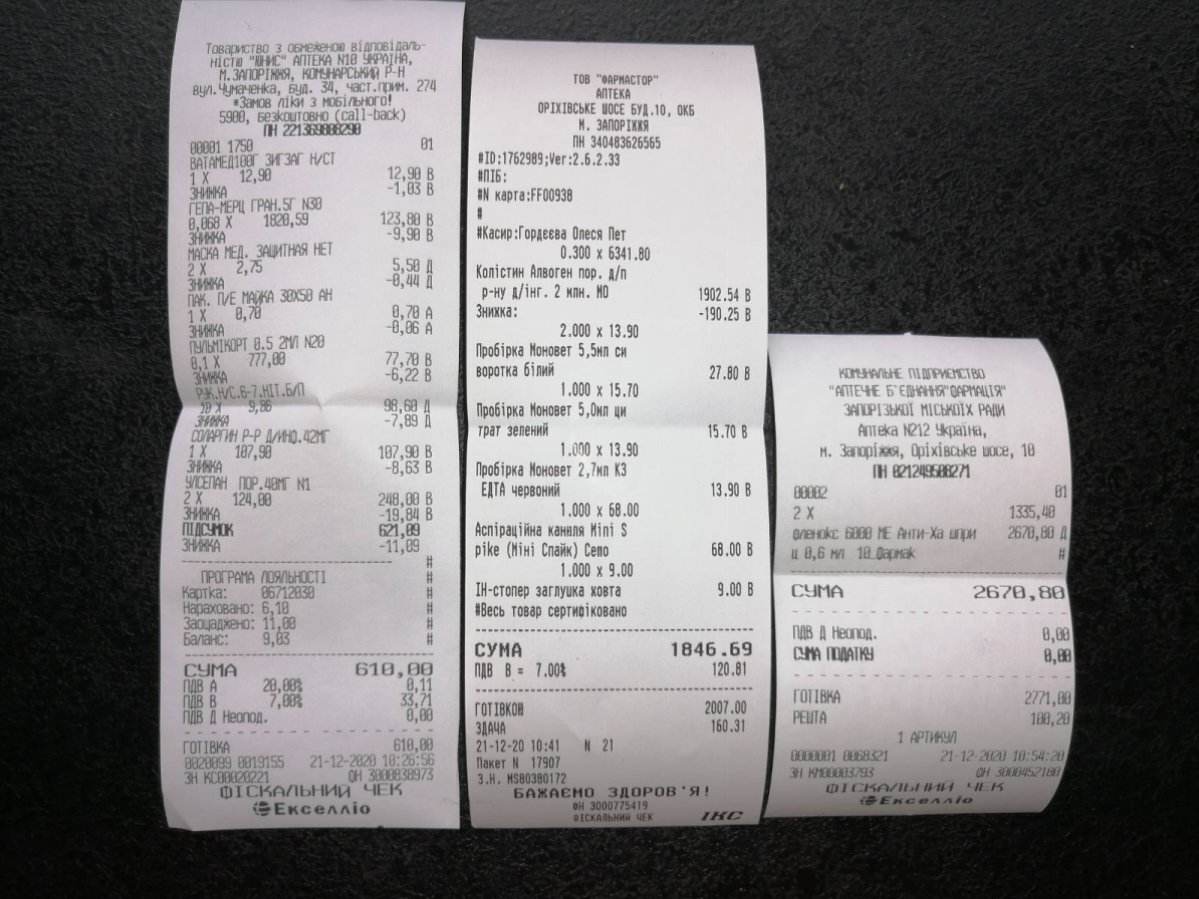 Товариство з обмеженою відповідаль-
ністю "ЮНИС" АПТЕКА N10 УКРАЇНА,
М.ЗАПОРІЖЖЯ, КОМУНАРСЬКИЙ Р-Н
вул.Чумаченка, буд. 34, част.прим. 274
*Замов ліки з мобільного!
5900, безкоштовно (call-back)
ПН 221369808290
00001 1750 01
ВАТАМЕД100Г ЗИГЗАГ Н/СТ
1 X 12,90 12,90 В
ЗНИЖКА -1,03 В
ГЕПА-МЕРЦ ГРАН.5Г N30
0,068 X 1820,59 123,80 В
ЗНИЖКА -9,90 В
МАСКА МЕД. ЗАЩИТНАЯ НЕТ
2 X 2,75 5,50 Д
ЗНИЖКА -0,44 Д
ПАК. П/Е МАЙКА 30X50 АН
1 X 0,70 0,70 А
ЗНИЖКА -0,06 А
ПУЛЬМІКОРТ 0.5 2МЛ N20
0,1 X 777,00 77,70 В
ЗНИЖКА -6,22 В
РУК.Н/С.6-7.НІТ.Б/П
10 X 9,86 98,60 Д
ЗНИЖКА -7,89 Д
СОЛАРГИН Р-Р Д/ИНФ.42МГ
1 X 107,90 107,90 В
ЗНИЖКА -8,63 В
УЛСЕПАН ПОР.40МГ N1
2 X 124,00 248,00 В
ЗНИЖКА -19,84 В
ПІДСУМОК 621,09
ЗНИЖКА -11,09
#
ПРОГРАМА ЛОЯЛЬНОСТІ #
Картка: 06712030 #
Нараховано: 6,10 #
Заощаджено: 11,00 #
Баланс: 9,03 #
СУМА 610,00
ПДВ А 20,00% 0,11
ПДВ В 7,00% 33,71
ПДВ Д Неопод. 0,00
ГОТІВКА 610,00
0020099 0019155 21-12-2020 10:26:56
ЗН КС00020221 ФН 3000838973
ФІСКАЛЬНИЙ ЧЕК
Екселліо
ТОВ "ФАРМАСТОР"
АПТЕКА
ОРІХІВСЬКЕ ШОСЕ БУД.10, ОКБ
М. ЗАПОРІЖЖЯ
ПН 340483626565
#ID:1762989;Ver:2.6.2.33
#ПІБ:
#N карта:FF00938
#
#Касир:Гордєєва Олеся Пет
0.300 x 6341.80
Колістин Алвоген пор. д/п
р-ну д/інг. 2 млн. МО 1902.54 В
Знижка: -190.25 В
2.000 x 13.90
Пробірка Моновет 5,5мл си
воротка білий 27.80 В
1.000 x 15.70
Пробірка Моновет 5,0мл ци
трат зелений 15.70 В
1.000 x 13.90
Пробірка Моновет 2,7мл К3
ЕДТА червоний 13.90 В
1.000 x 68.00
Аспіраційна канюля Mini S
pike (Міні Спайк) Семо 68.00 В
1.000 x 9.00
ІН-стопер заглушка ковта 9.00 В
#Весь товар сертифіковано
СУМА 1846.69
ПДВ В = 7.00% 120.81
ГОТІВКОЮ 2007.00
ЗДАЧА 160.31
21-12-20 10:41 N 21
Пакет N 17907
З.Н. MS80380172
БАЖАЄМО ЗДОРОВ'Я!
ФН 3000775419
ФІСКАЛЬНИЙ ЧЕК ІКС
КОМУНАЛЬНЕ ПІДПРИЄМСТВО
"АПТЕЧНЕ Б'ЄДНАННЯ"ФАРМАЦІЯ"
ЗАПОРІЗЬКОЇ МІСЬКОЇХ РАДИ
Аптека N212 Україна,
м. Запоріжжя, Оріхівське шосе, 10
ПН 021249508271
00002 01
2 X 1335,40
Фленокс 6000 МЕ Анти-Ха шпри 2670,80 Д
ц 0,6 мл 10_Фармак #
СУМА 2670,80
ПДВ Д Неопод. 0,00
СУМА ПОДАТКУ 0,00
ГОТІВКА 2771,00
РЕШТА 100,20
1 АРТИКУЛ
0000001 0068321 21-12-2020 10:54:20
ЗН КМ00003793 ФН 3000452180
ФІСКАЛЬНИЙ ЧЕК
Екселліо